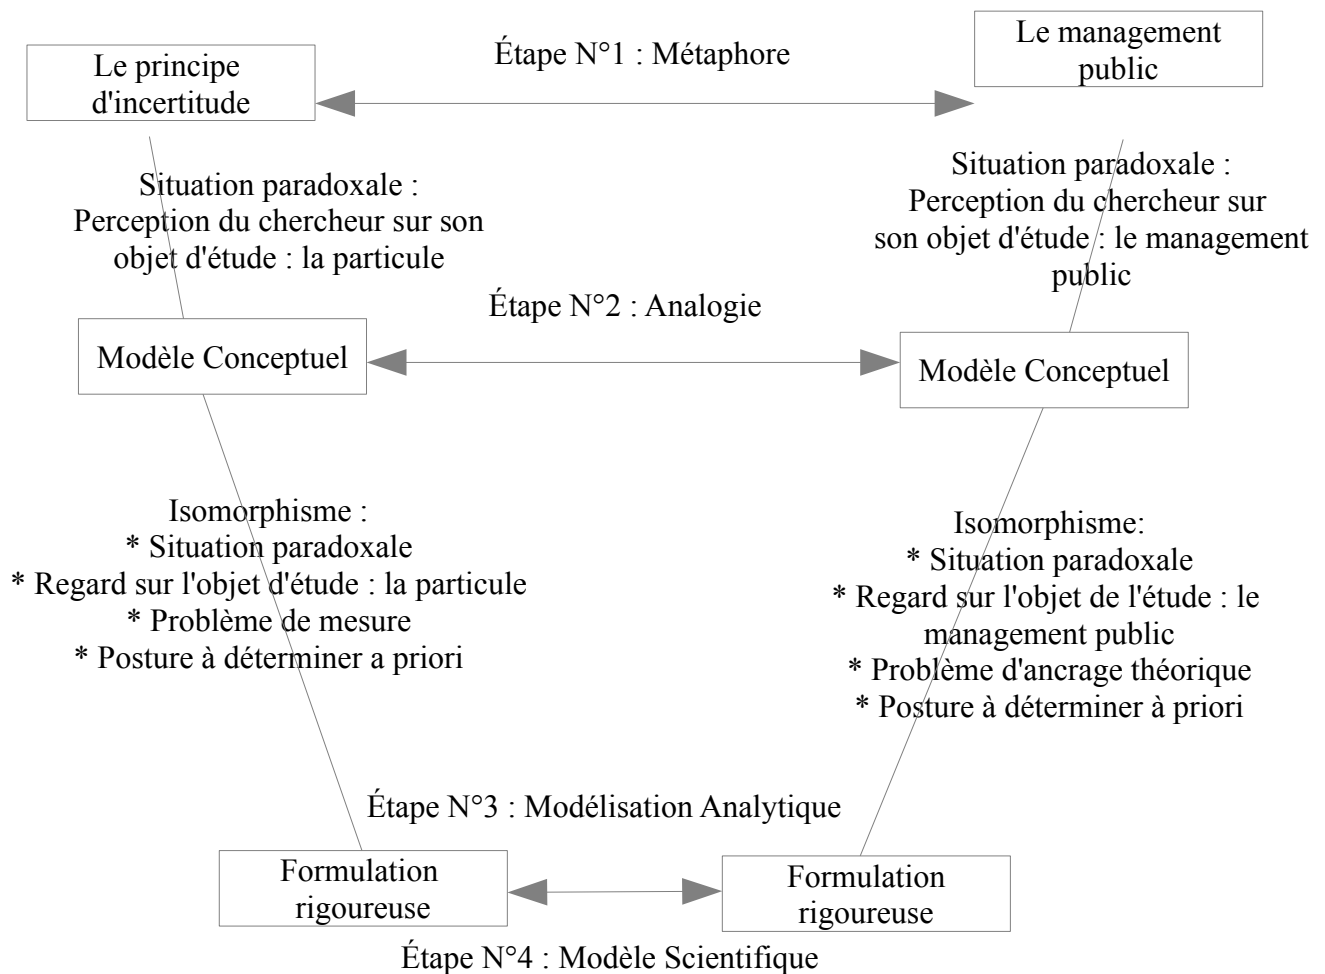 Le principe
d'incertitude
Étape N°1 : Métaphore
Le management
public
Situation paradoxale :
Perception du chercheur sur son
objet d'étude : la particule
Situation paradoxale :
Perception du chercheur sur
son objet d'étude : le management
public
Étape N°2 : Analogie
Modèle Conceptuel
Modèle Conceptuel
Isomorphisme :
* Situation paradoxale
* Regard sur l'objet d'étude : la particule
* Problème de mesure
* Posture à déterminer a priori
Isomorphisme:
* Situation paradoxale
* Regard sur l'objet de l'étude : le
management public
* Problème d'ancrage théorique
* Posture à déterminer à priori
Étape N°3 : Modélisation Analytique
Formulation
rigoureuse
Formulation
rigoureuse
Étape N°4 : Modèle Scientifique